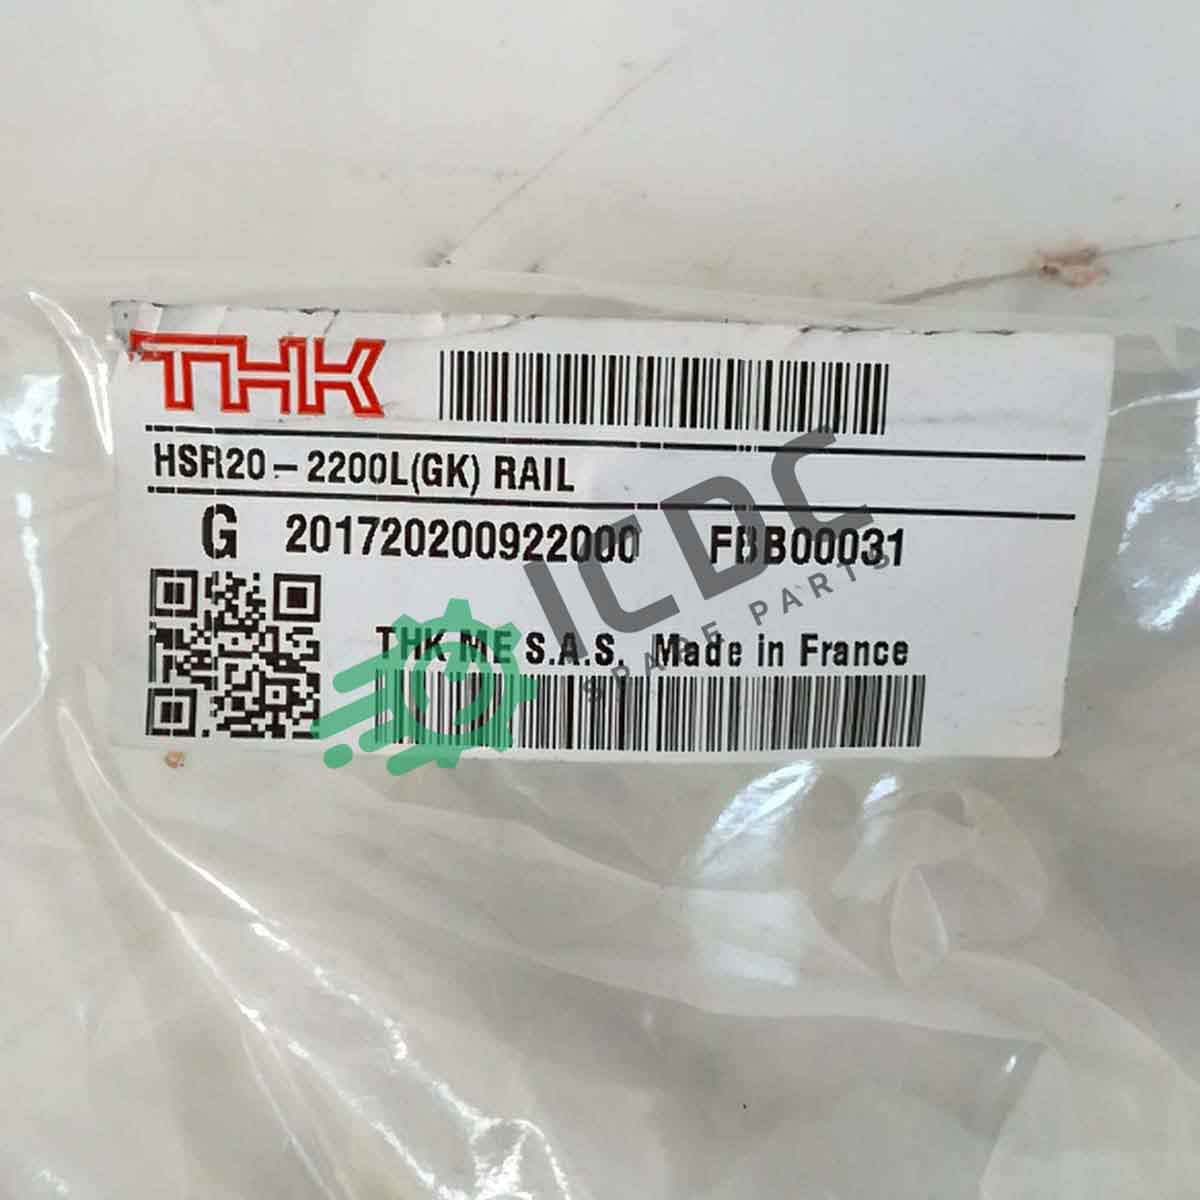 THK
HSR20-2200L(GK) RAIL
G 201720200922000 FBB00031
THK ME S.A.S. Made in France
ICDC
SPARE PARTS